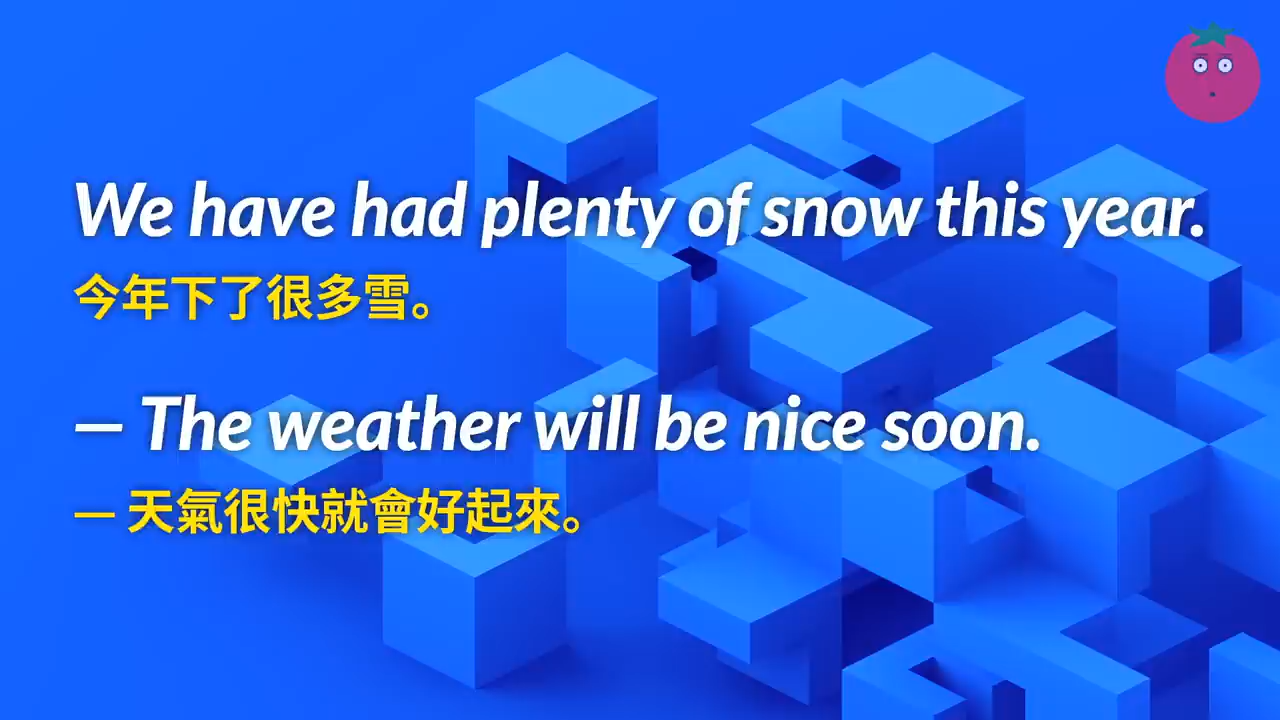 We have had plenty of snow this year.
今年下了很多雪。
— The weather will be nice soon.
— 天氣很快就會好起來。